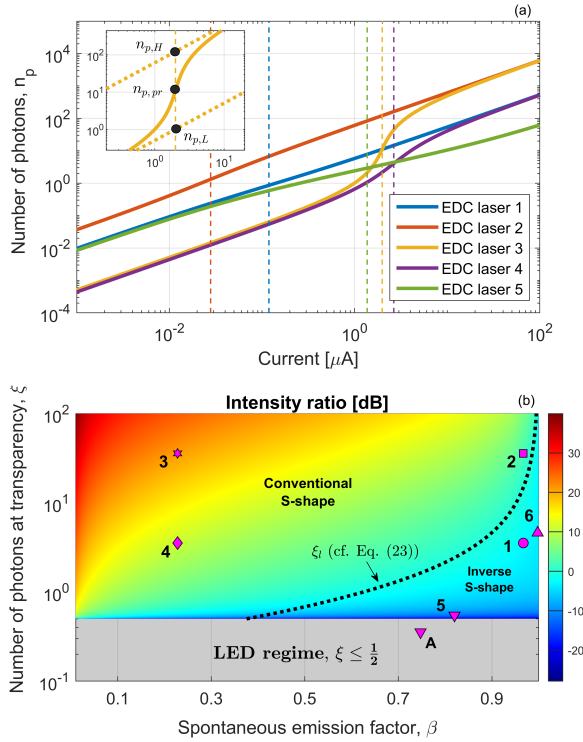 (a)
Number of photons, n_p
10^4
10^2
10^0
10^-2
10^-4
10^-2
10^0
10^2
Current [μA]
10^2
10^1
10^0
10^0
10^1
n_{p,H}
n_{p,pr}
n_{p,L}
EDC laser 1
EDC laser 2
EDC laser 3
EDC laser 4
EDC laser 5
(b)
Intensity ratio [dB]
Number of photons at transparency, ξ
10^2
10^1
10^0
10^-1
0.1
0.3
0.5
0.7
0.9
Spontaneous emission factor, β
3
4
Conventional
S-shape
2
6
1
ξ_l (cf. Eq. (23))
Inverse
S-shape
5
A
LED regime, ξ ≤ 1/2
30
20
10
0
-10
-20